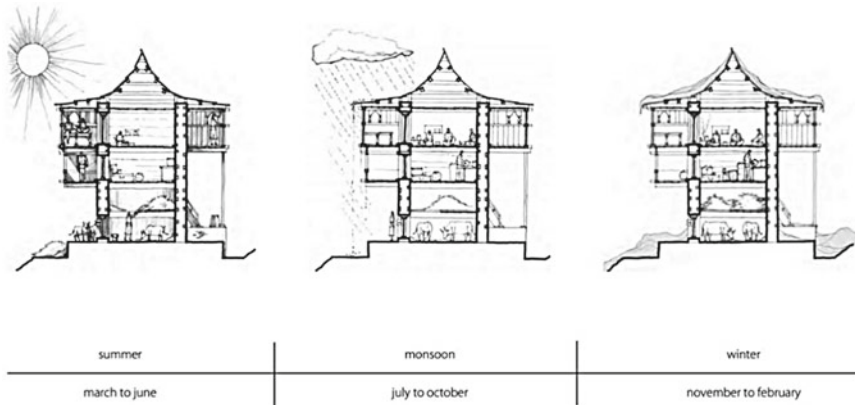 summer
monsoon
winter
march to june
july to october
november to february